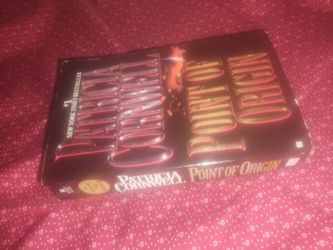 #1
NEW YORK TIMES BESTSELLER
PATRICIA
CORNWELL
POINT OF
ORIGIN
PATRICIA
CORNWELL
POINT OF ORIGIN